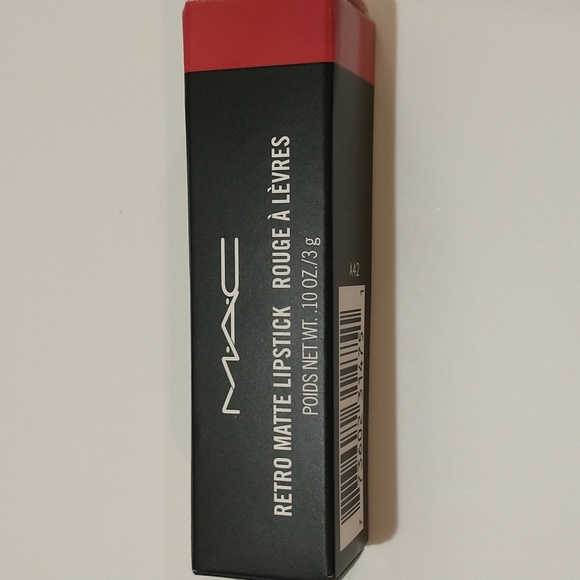 M·A·C
RETRO MATTE LIPSTICK ROUGE À LÈVRES
POIDS NET WT. .10 OZ./3 g
A42